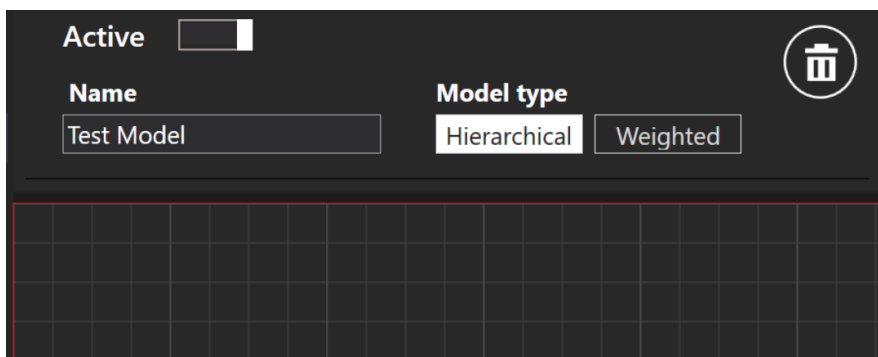 Active
Name
Model type
Test Model
Hierarchical
Weighted